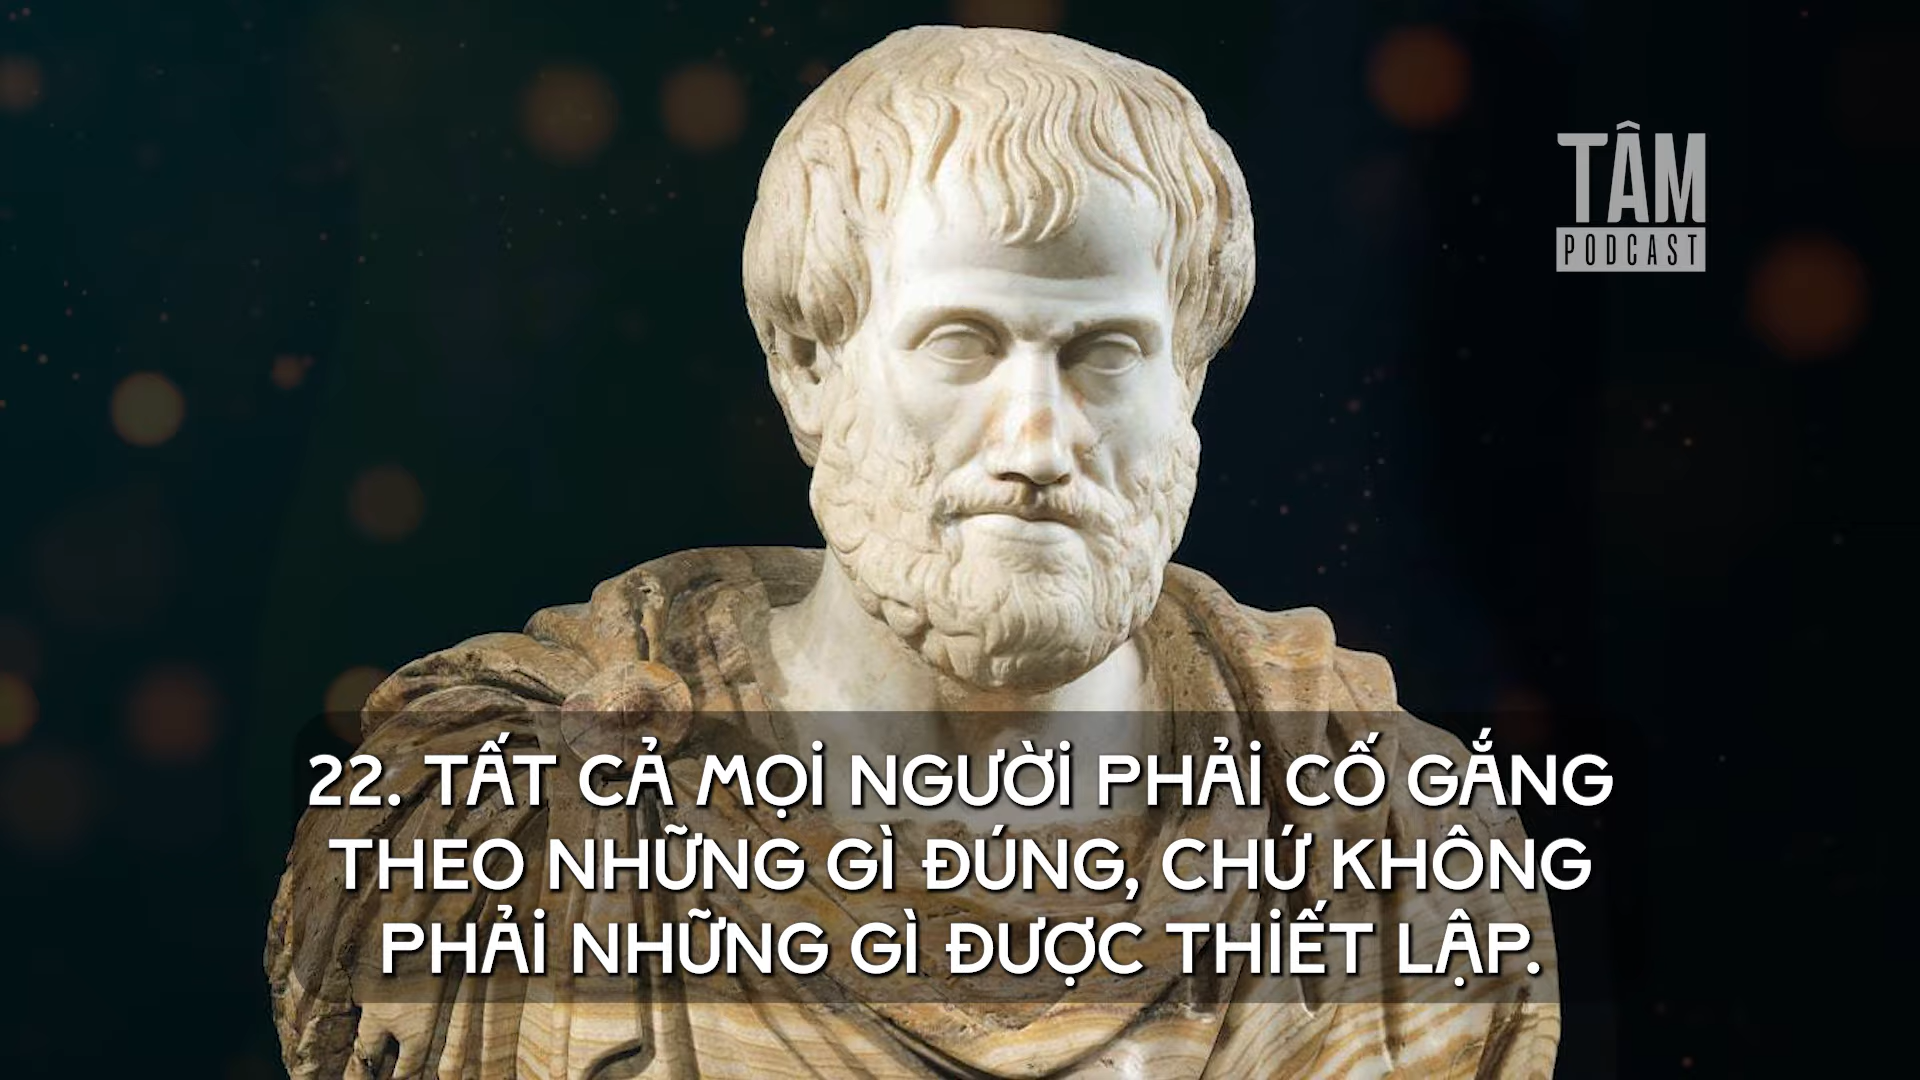 TÂM
PODCAST
22. TẤT CẢ MỌI NGƯỜI PHẢI CỐ GẮNG
THEO NHỮNG GÌ ĐÚNG, CHỨ KHÔNG
PHẢI NHỮNG GÌ ĐƯỢC THIẾT LẬP.